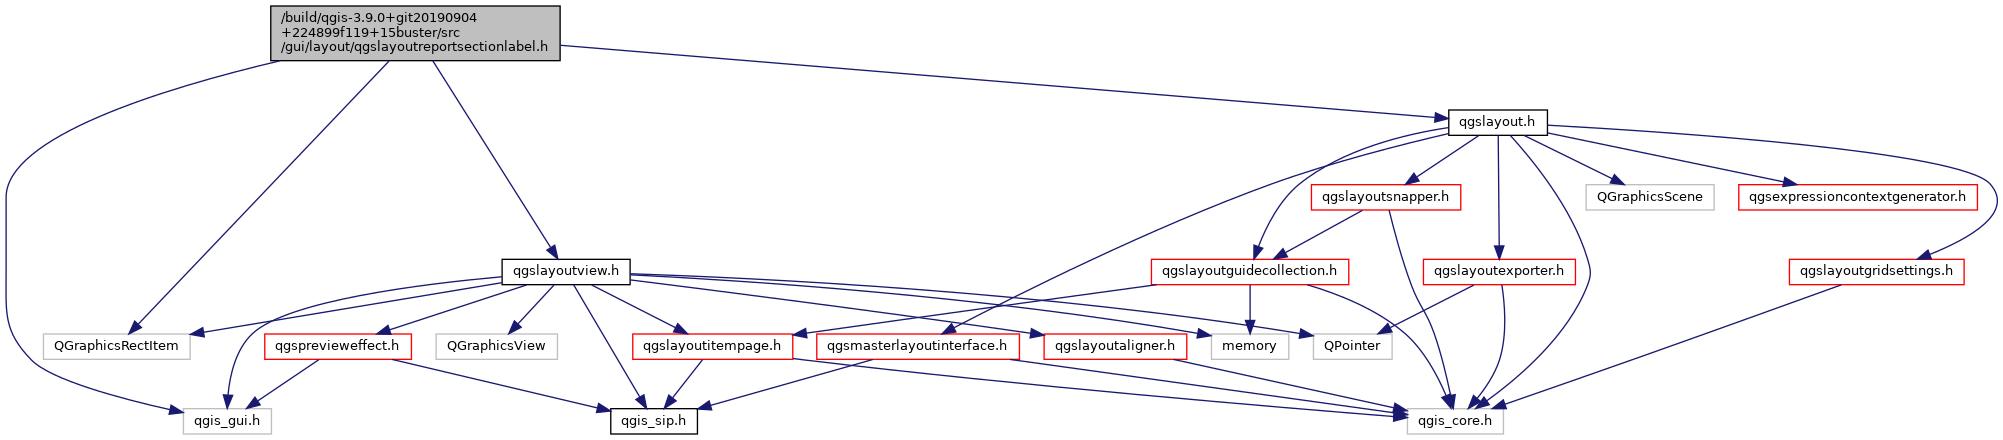 /build/qgis-3.9.0+git20190904
+224899f119+15buster/src
/gui/layout/qgslayoutreportsectionlabel.h
qgslayout.h
qgslayoutsnapper.h
QGraphicsScene
qgsexpressioncontextgenerator.h
qgslayoutview.h
qgslayoutguidecollection.h
qgslayoutexporter.h
qgslayoutgridsettings.h
QGraphicsRectItem
qgspreivieweffect.h
QGraphicsView
qgslayoutitempage.h
qgsmasterlayoutinterface.h
qgslayoutaligner.h
memory
QPointer
qgis_gui.h
qgis_sip.h
qgis_core.h